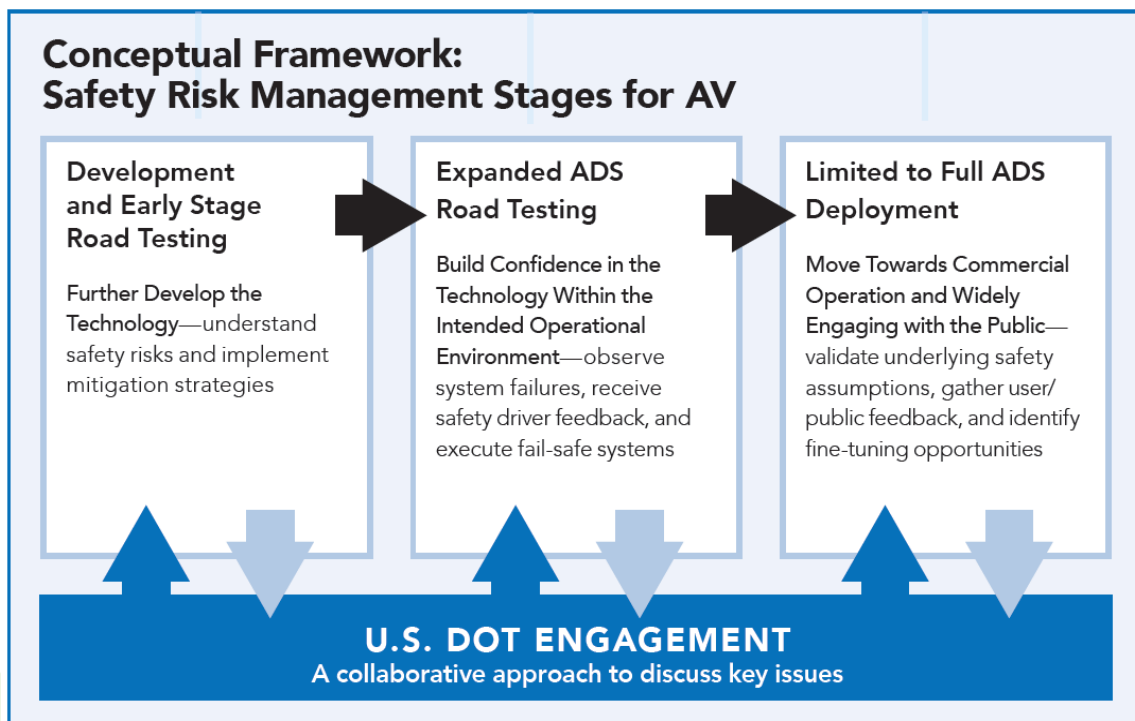 Conceptual Framework:
Safety Risk Management Stages for AV
Development
and Early Stage
Road Testing
Further Develop the
Technology—understand
safety risks and implement
mitigation strategies
Expanded ADS
Road Testing
Build Confidence in the
Technology Within the
Intended Operational
Environment—observe
system failures, receive
safety driver feedback, and
execute fail-safe systems
Limited to Full ADS
Deployment
Move Towards Commercial
Operation and Widely
Engaging with the Public—
validate underlying safety
assumptions, gather user/
public feedback, and identify
fine-tuning opportunities
U.S. DOT ENGAGEMENT
A collaborative approach to discuss key issues